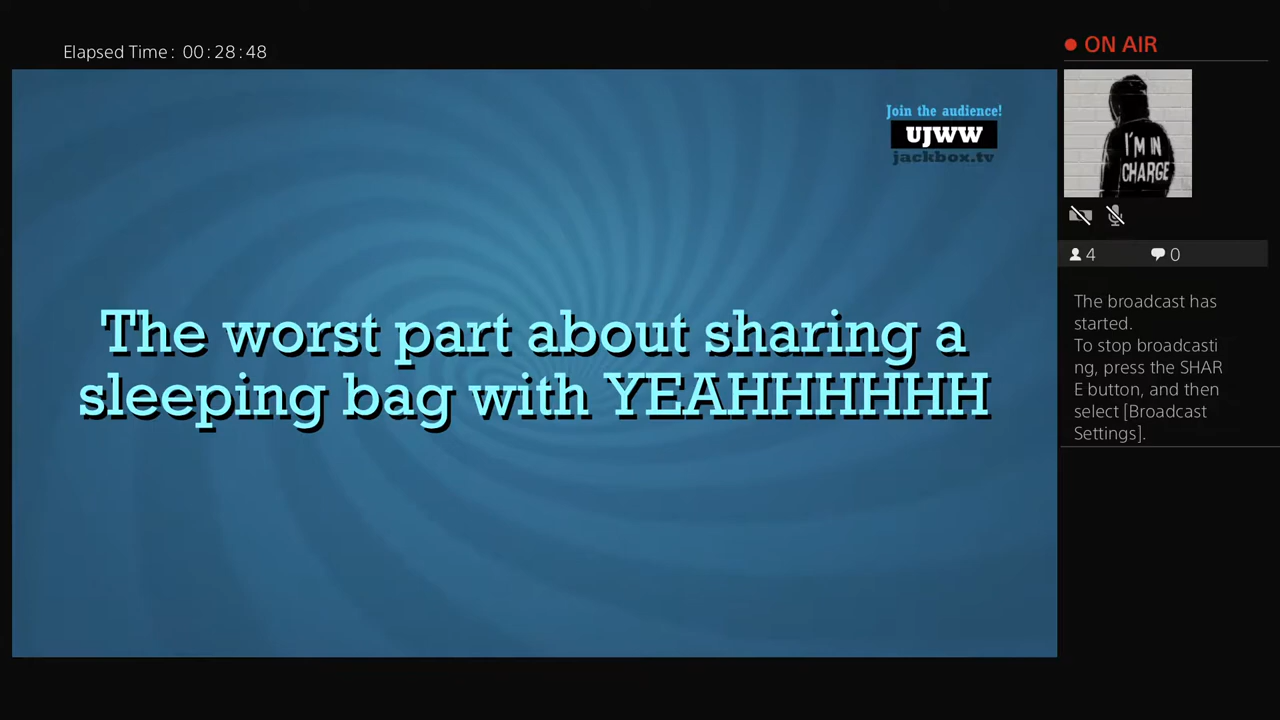 Elapsed Time: 00:28:48
ON AIR
Join the audience!
UJWW
jackbox.tv
I'M IN
CHARGE
4
0
The worst part about sharing a
sleeping bag with YEAHHHHHHH
The broadcast has
started.
To stop broadcasti
ng, press the SHAR
E button, and then
select [Broadcast
Settings].